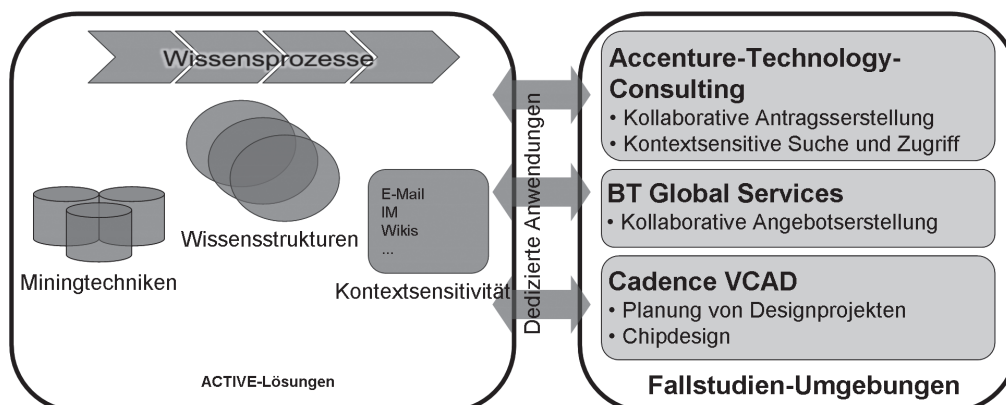 Wissensprozesse
Wissensstrukturen
Miningtechniken
E-Mail
IM
Wikis
...
Kontextsensitivität
ACTIVE-Lösungen
Dedizierte Anwendungen
Accenture-Technology-
Consulting
• Kollaborative Antragsserstellung
• Kontextsensitive Suche und Zugriff
BT Global Services
• Kollaborative Angebotserstellung
Cadence VCAD
• Planung von Designprojekten
• Chipdesign
Fallstudien-Umgebungen